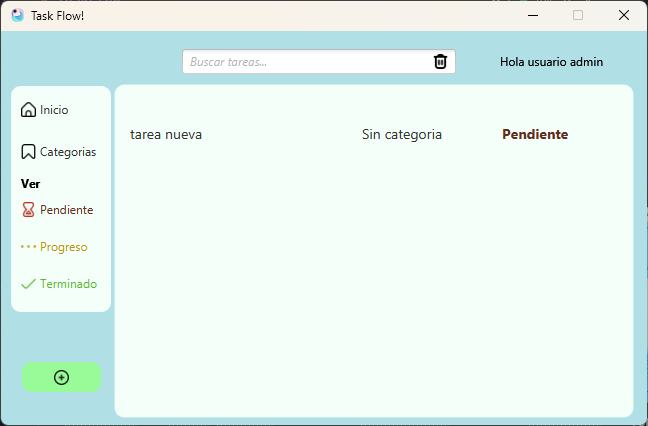 Task Flow!
Buscar tareas...
Hola usuario admin
Inicio
Categorias
Ver
Pendiente
Progreso
Terminado
tarea nueva Sin categoria Pendiente